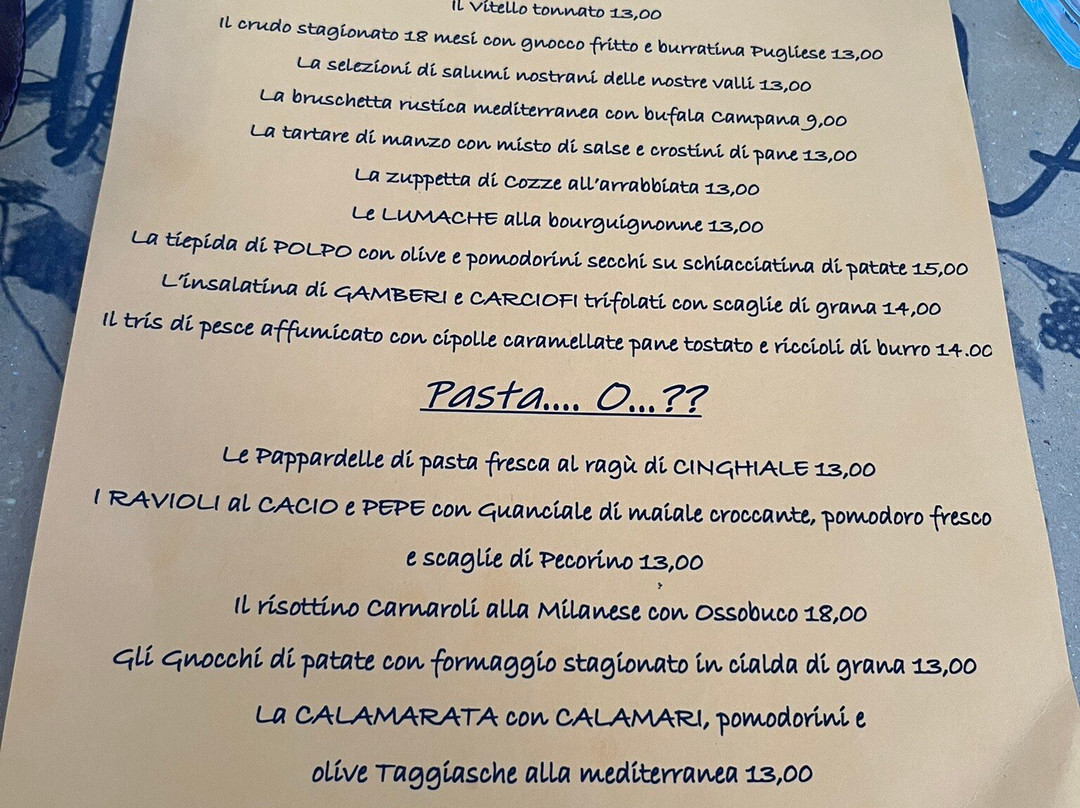 Il vitello tonnato 13,00
Il crudo stagionato 18 mesi con gnocco fritto e burratina Pugliese 13,00
La selezioni di salumi nostrani delle nostre valli 13,00
La bruschetta rustica mediterranea con bufala Campana 9,00
La tartare di manzo con misto di salse e crostini di pane 13,00
La zuppetta di Cozze all'arrabbiata 13,00
Le LUMACHE alla bourguignonne 13,00
La tiepida di POLPO con olive e pomodorini secchi su schiacciatina di patate 15,00
L'insalatina di GAMBERI e CARCIOFI trifolati con scaglie di grana 14,00
Il tris di pesce affumicato con cipolle caramellate pane tostato e riccioli di burro 14.00
Pasta.... O...??
Le Pappardelle di pasta fresca al ragù di CINGHIALE 13,00
I RAVIOLI al CACIO e PEPE con Guanciale di maiale croccante, pomodoro fresco
e scaglie di Pecorino 13,00
Il risottino Carnaroli alla Milanese con Ossobuco 18,00
Gli Gnocchi di patate con formaggio stagionato in cialda di grana 13,00
La CALAMARATA con CALAMARI, pomodorini e
olive Taggiasche alla mediterranea 13,00